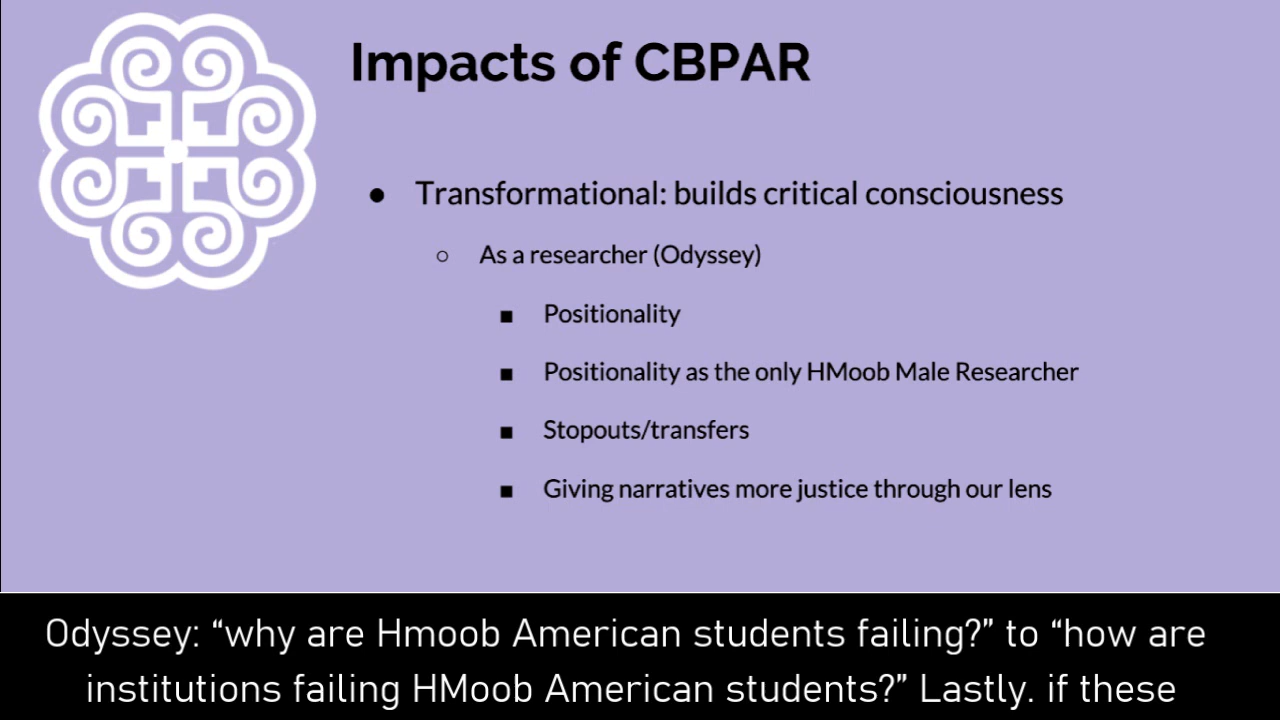 Impacts of CBPAR
● Transformational: builds critical consciousness
○ As a researcher (Odyssey)
■ Positionality
■ Positionality as the only HMoob Male Researcher
■ Stopouts/transfers
■ Giving narratives more justice through our lens
Odyssey: “why are Hmoob American students failing?” to “how are
institutions failing HMoob American students?” Lastly. if these